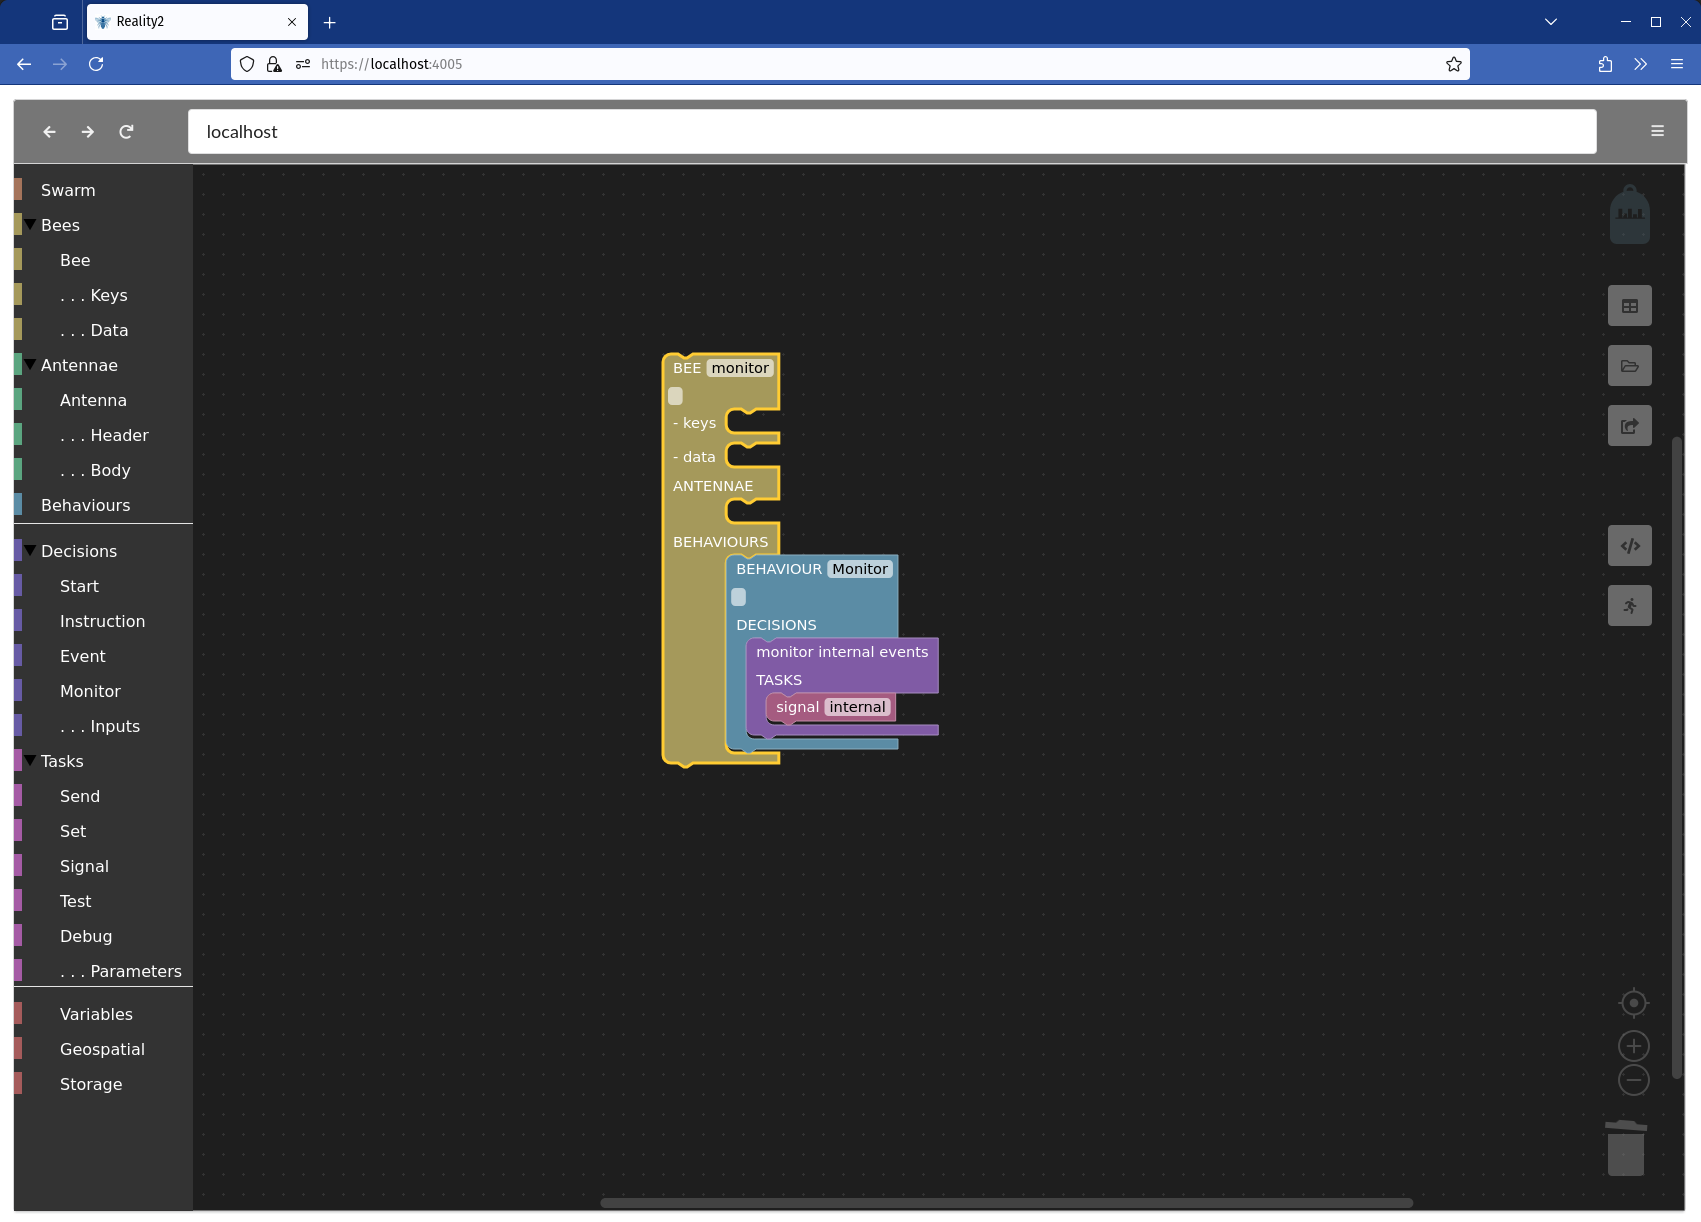 Reality2
https://localhost:4005
localhost
Swarm
Bees
Bee
. . . Keys
. . . Data
Antennae
Antenna
. . . Header
. . . Body
Behaviours
Decisions
Start
Instruction
Event
Monitor
. . . Inputs
Tasks
Send
Set
Signal
Test
Debug
. . . Parameters
Variables
Geospatial
Storage
BEE monitor
- keys
- data
ANTENNAE
BEHAVIOURS
BEHAVIOUR Monitor
DECISIONS
monitor internal events
TASKS
signal internal